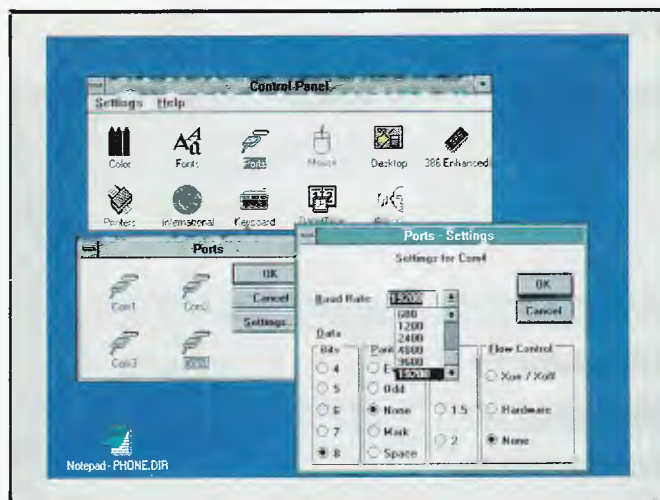 Control Panel
Settings Help
Color Fonts Ports Mouse Desktop 386 Enhanced
Printers International Keyboard Date/Time
Ports
OK
Cancel
Settings...
Com1 Com2
Com3
Ports - Settings
Settings for Com4
OK
Cancel
Baud Rate: 19200
600
1200
2400
4800
9600
19200
Data
Bits
4
5
6
7
8
Odd
None
Mark
Space
1.5
2
Flow Control
Xon / Xoff
Hardware
None
Notepad - PHONE.DIR